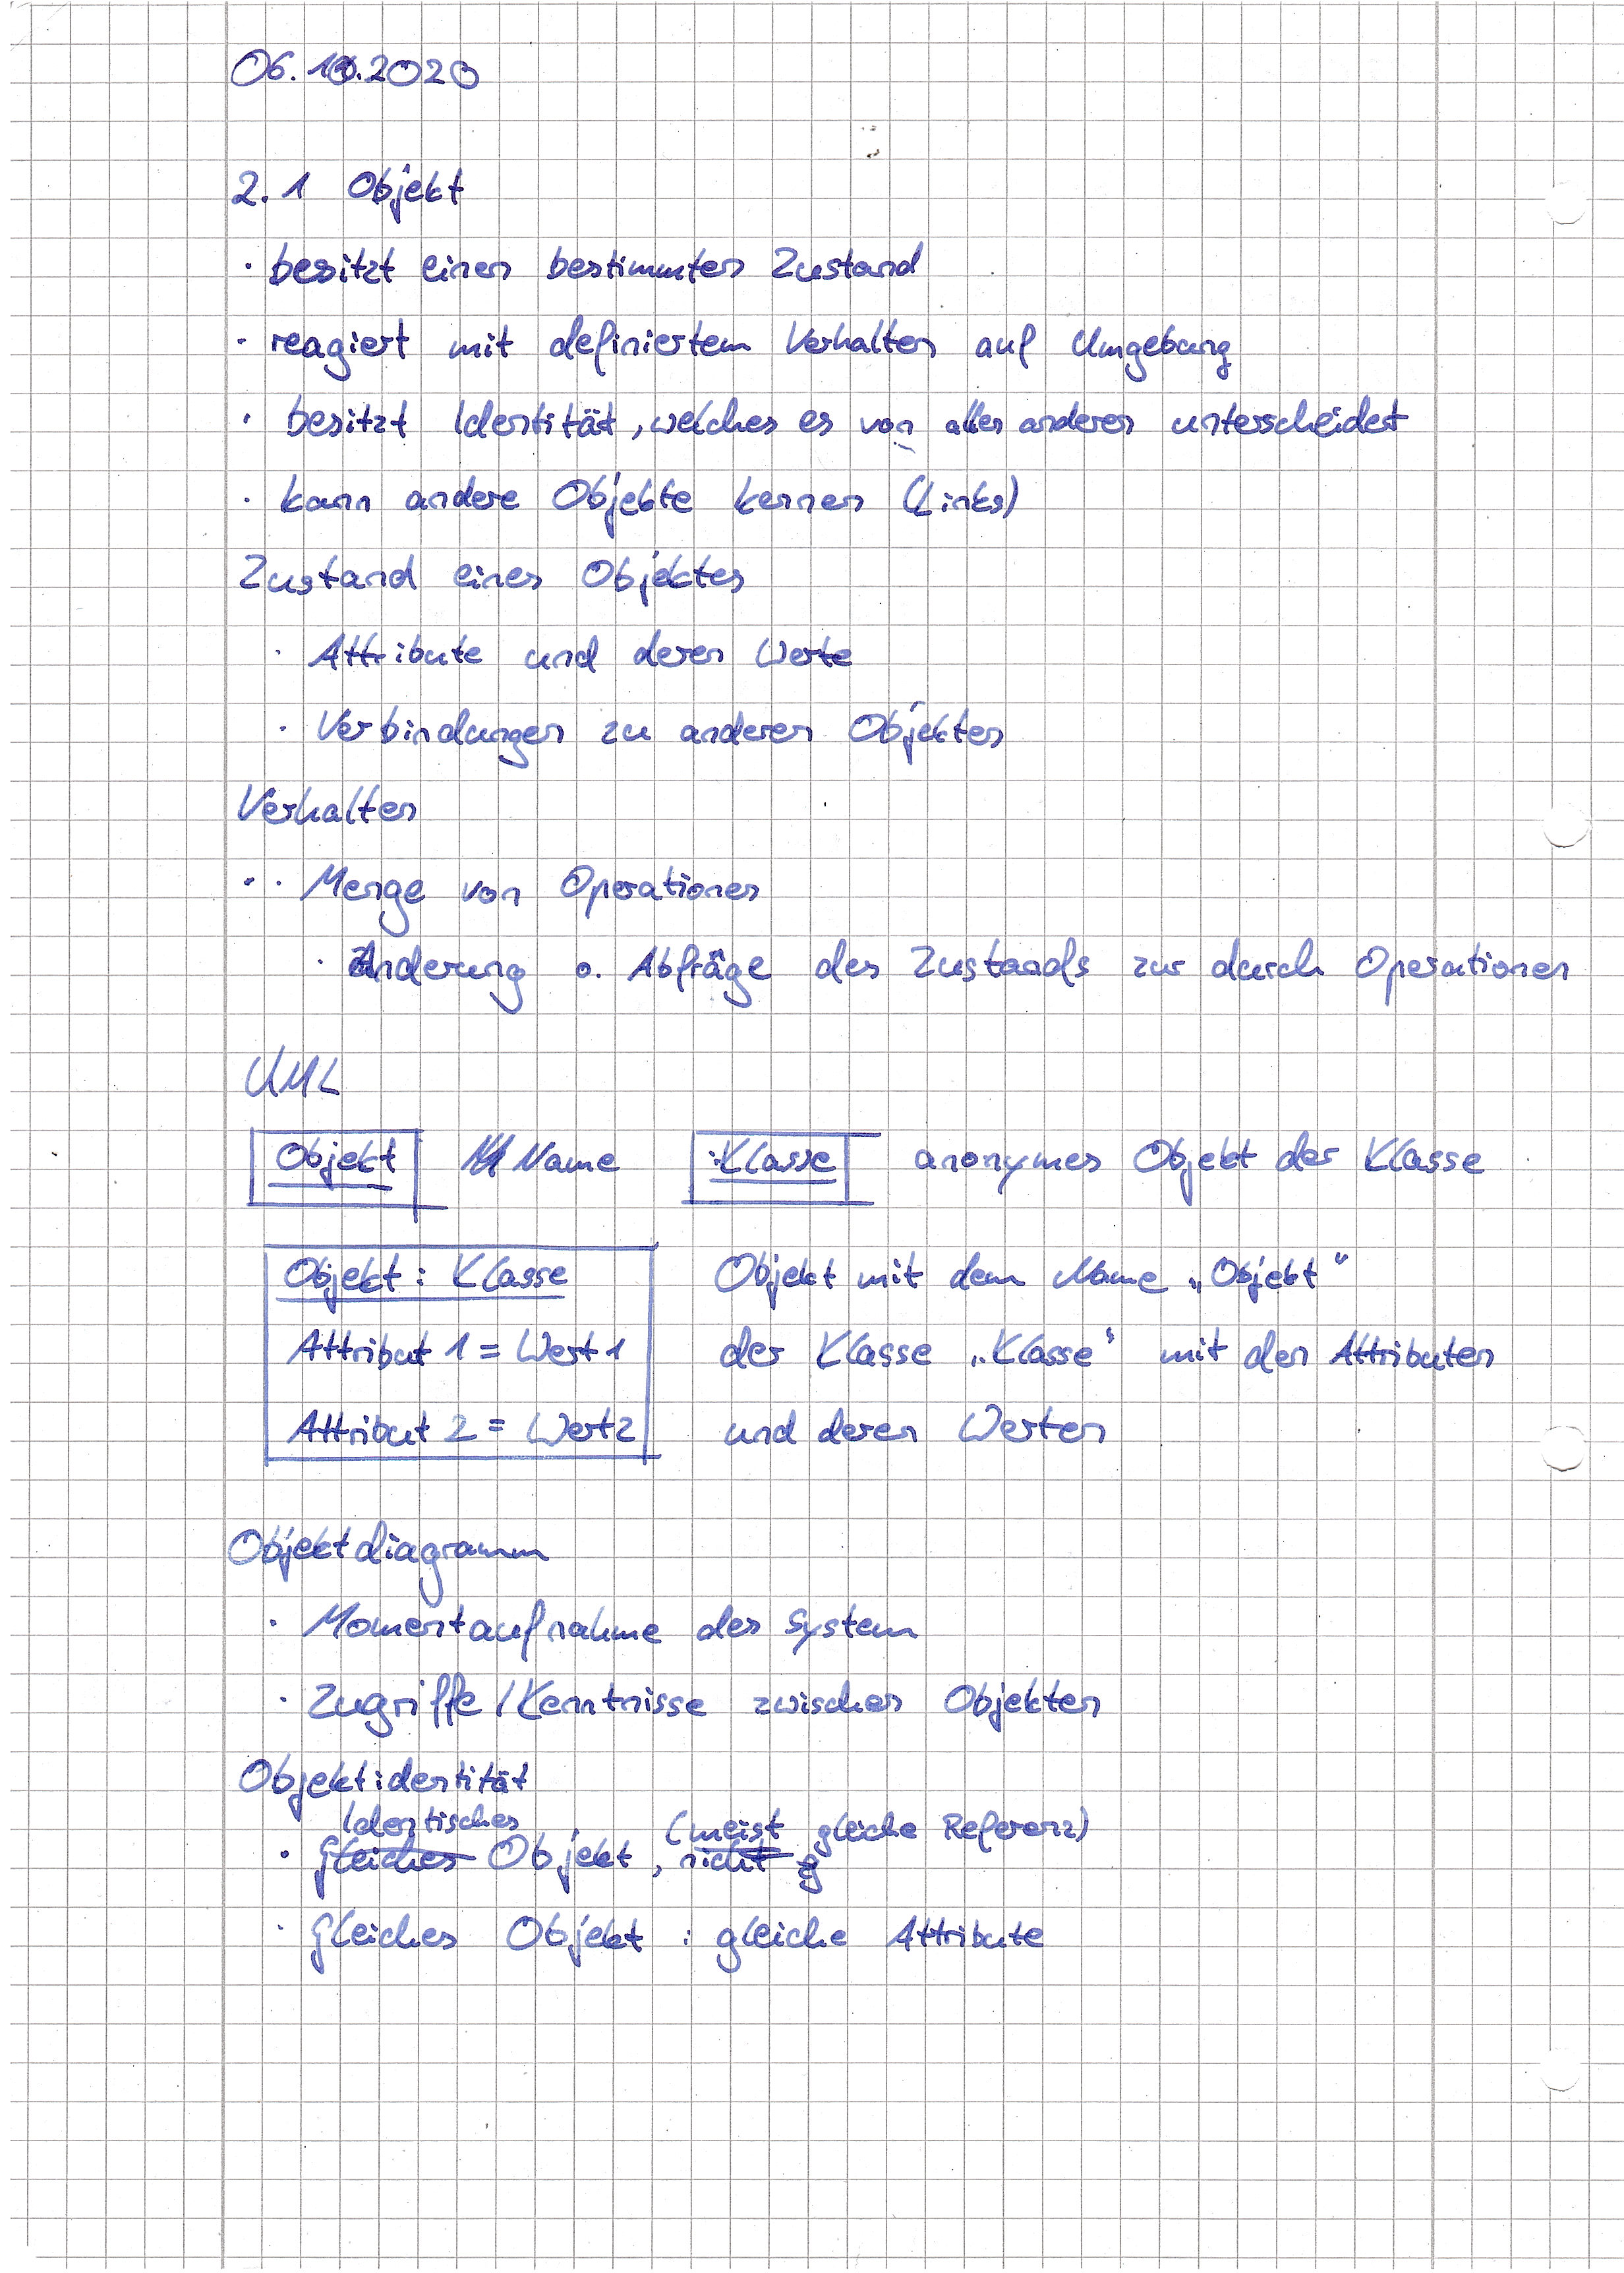 06.10.2020
2.1 Objekt
· besitzt einen bestimmten Zustand
· reagiert mit definiertem Verhalten auf Umgebung
· besitzt Identität, welches es von allen anderen unterscheidet
· kann andere Objekte kennen (Links)
Zustand eines Objektes
· Attribute und deren Werte
· Verbindungen zu anderen Objekten
Verhalten
· · Menge von Operationen
· Änderung o. Abfräge des Zustands zur durch Operationen
UML
Objekt Name :Klasse anonymes Objekt der Klasse
Objekt : Klasse Objekt mit dem Name „Objekt“
Attribut 1 = Wert 1 der Klasse „Klasse“ mit den Attributen
Attribut 2 = Wert 2 und deren Werten
Objektdiagramm
· Momentaufnahme des System
· Zugriffe / Kenntnisse zwischen Objekten
Objektidentität
Identisches (meist gleiche Referenz)
· Gleiches Objekt, nicht g
· Gleiches Objekt : gleiche Attribute